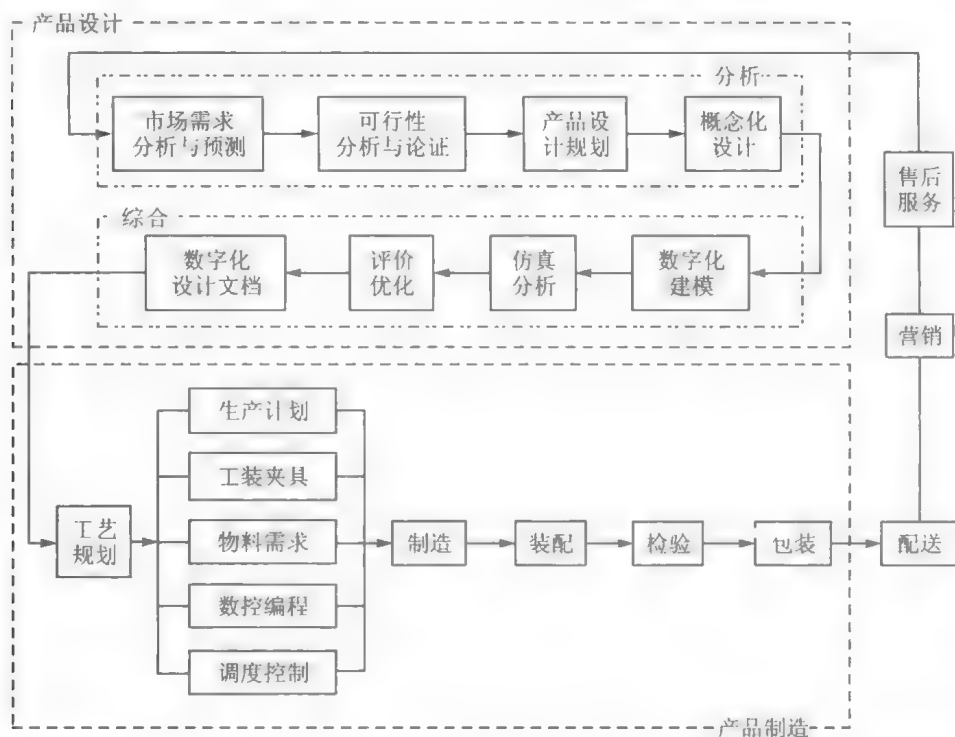 产品设计
分析
市场需求
分析与预测
可行性
分析与论证
产品设
计规划
概念化
设计
售后
服务
综合
数字化
设计文档
评价
优化
仿真
分析
数字化
建模
营销
生产计划
工装夹具
工艺
规划
物料需求
制造
装配
检验
包装
配送
数控编程
调度控制
产品制造